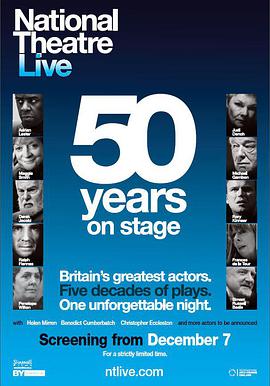 National
Theatre
Live
50
years
on stage
Adrian
Lester
Maggie
Smith
Derek
Jacobi
Ralph
Fiennes
Penelope
Wilton
Judi
Dench
Michael
Gambon
Rory
Kinnear
Frances
de la Tour
Simon
Russell
Beale
Britain's greatest actors.
Five decades of plays.
One unforgettable night.
with Helen Mirren Benedict Cumberbatch Christopher Eccleston and more actors to be announced
Screening from December 7
For a strictly limited time.
ntlive.com